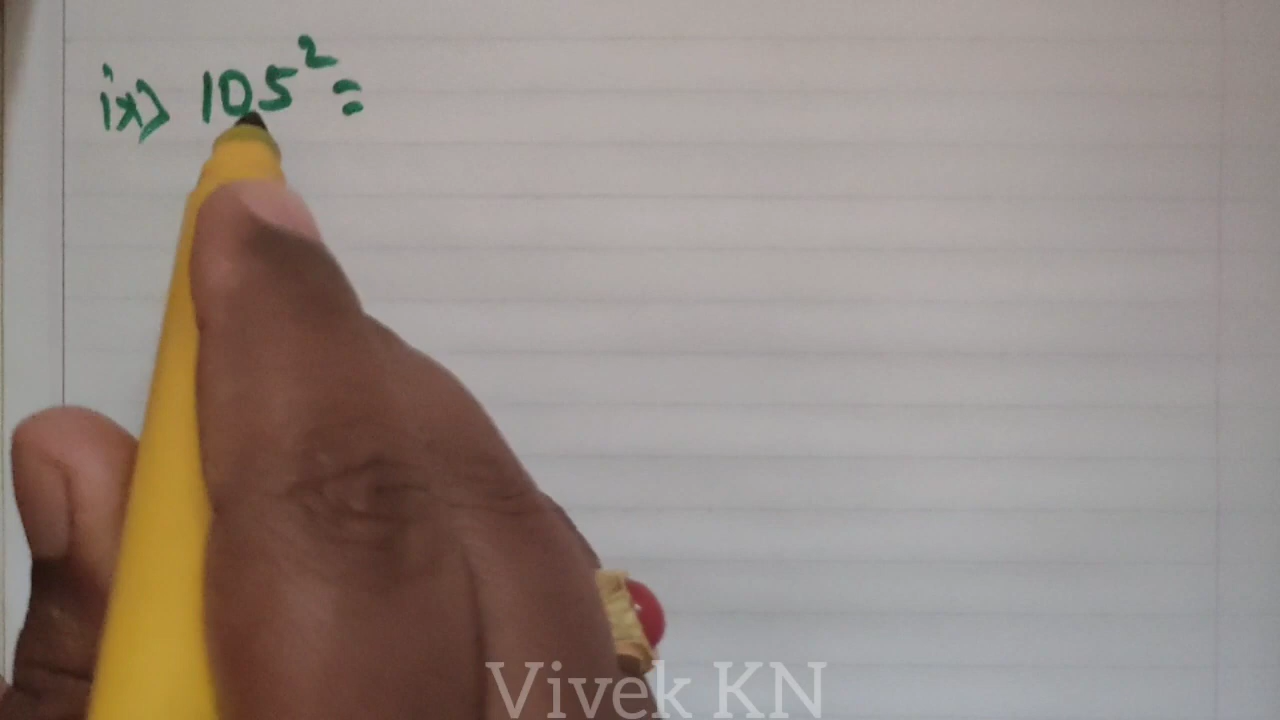 ix> 105² =
Vivek KN